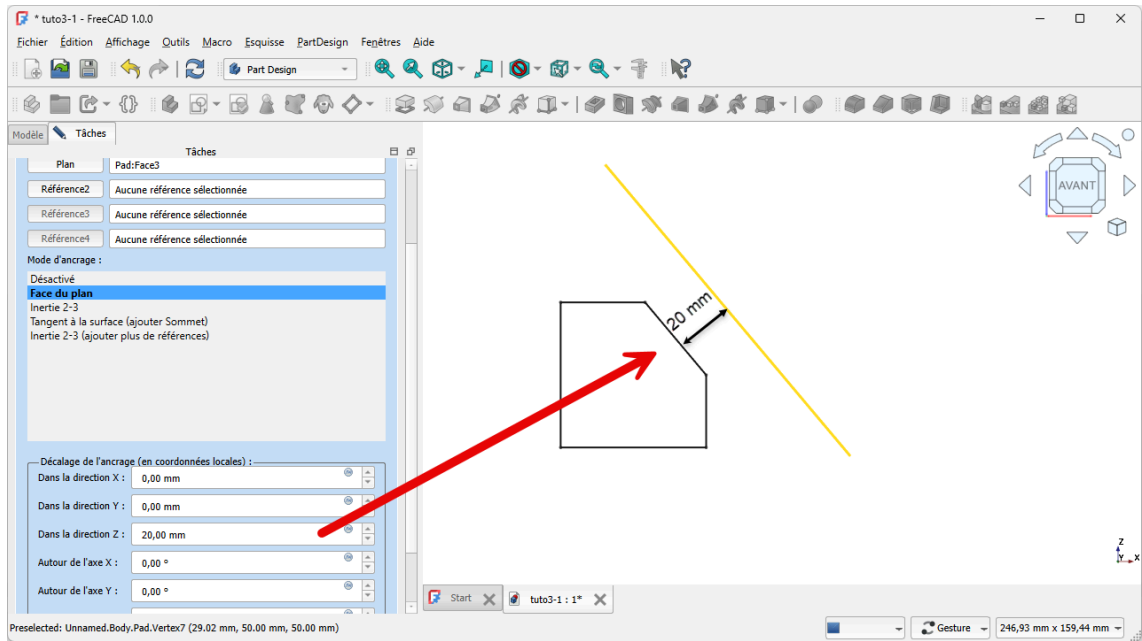 * tuto3-1 - FreeCAD 1.0.0
Fichier Édition Affichage Outils Macro Esquisse PartDesign Fenêtres Aide
Part Design
Modèle Tâches
Tâches
Plan Pad:Face3
Référence2 Aucune référence sélectionnée
Référence3 Aucune référence sélectionnée
Référence4 Aucune référence sélectionnée
Mode d'ancrage :
Désactivé
Face du plan
Inertie 2-3
Tangent à la surface (ajouter Sommet)
Inertie 2-3 (ajouter plus de références)
Décalage de l'ancrage (en coordonnées locales) :
Dans la direction X : 0,00 mm
Dans la direction Y : 0,00 mm
Dans la direction Z : 20,00 mm
Autour de l'axe X : 0,00 °
Autour de l'axe Y : 0,00 °
20 mm
AVANT
Z
Y X
Start tuto3-1 : 1*
Preselected: Unnamed.Body.Pad.Vertex7 (29.02 mm, 50.00 mm, 50.00 mm)
Gesture 246,93 mm x 159,44 mm